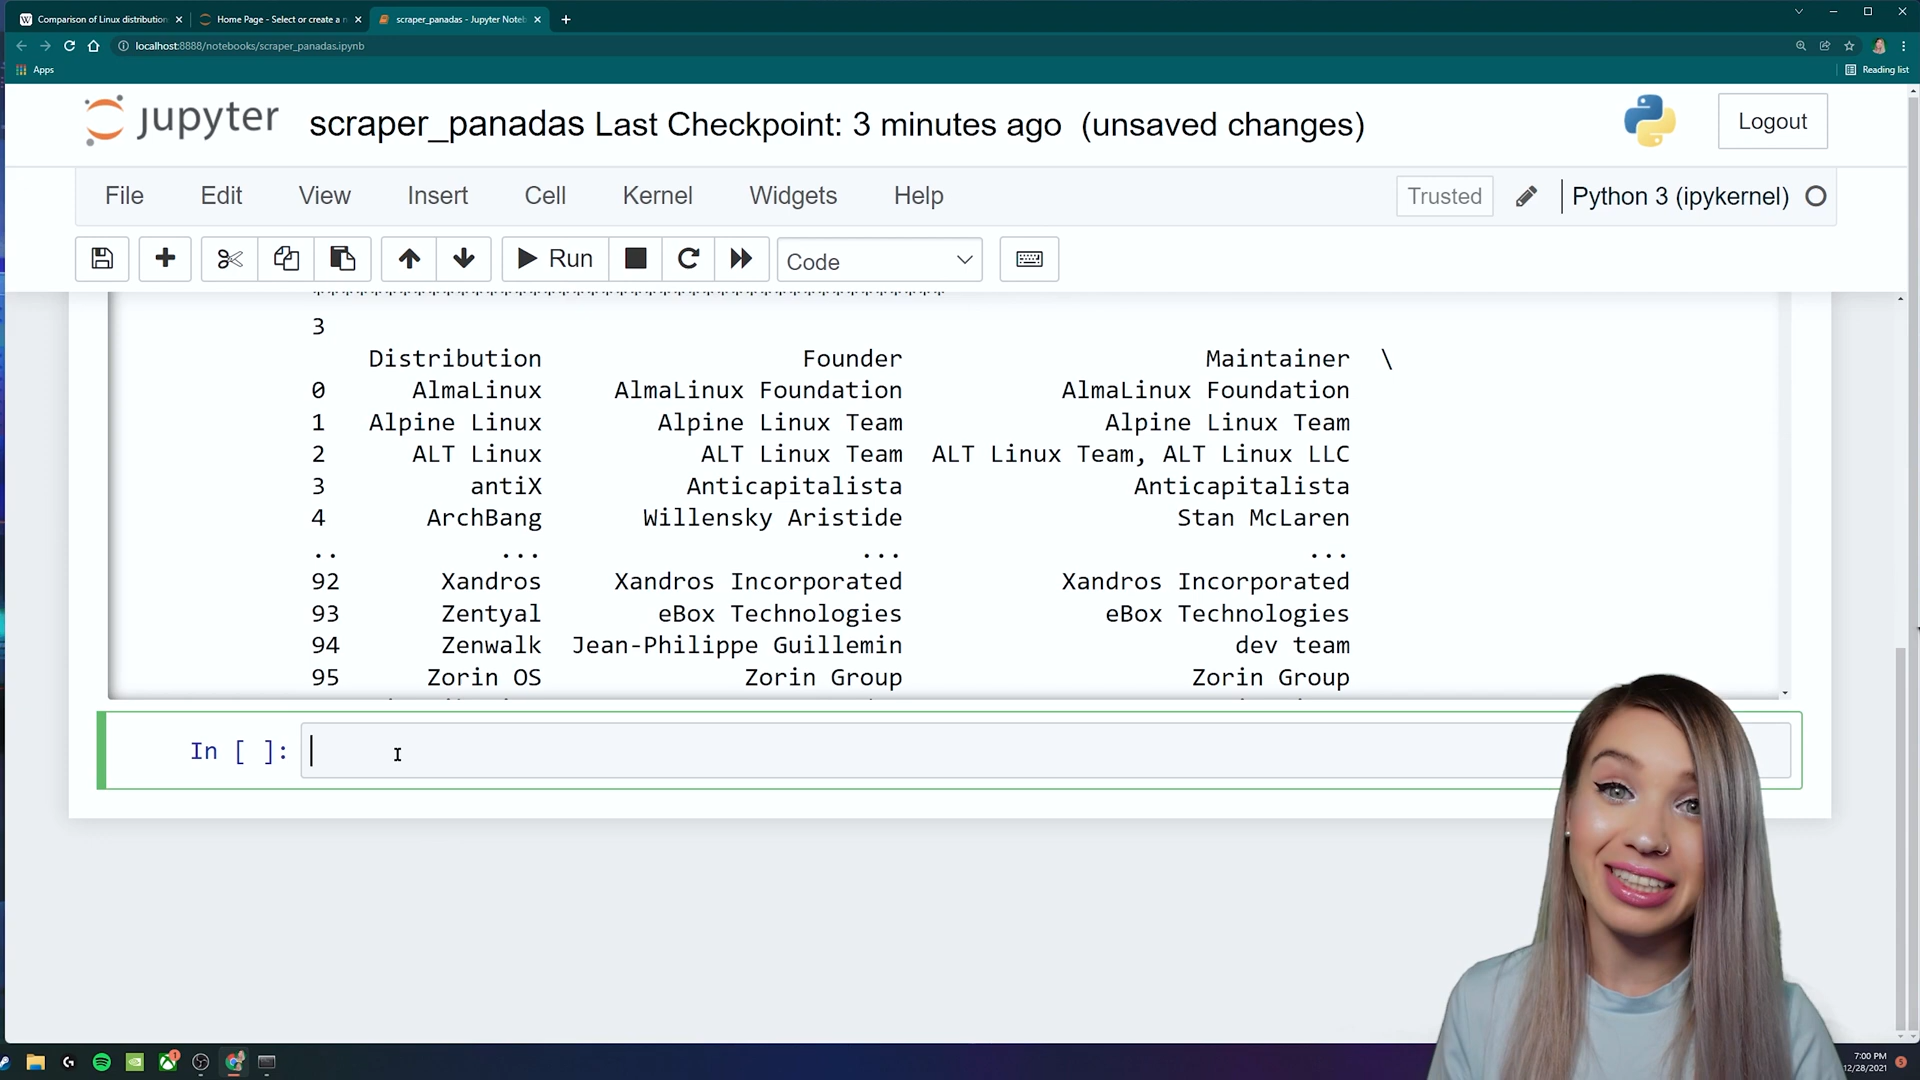 Comparison of Linux distribution
Home Page - Select or create a n
scraper_panadas - Jupyter Noteb
localhost:8888/notebooks/scraper_panadas.ipynb
Apps
Reading list
jupyter
scraper_panadas Last Checkpoint: 3 minutes ago (unsaved changes)
Logout
File Edit View Insert Cell Kernel Widgets Help
Trusted
Python 3 (ipykernel)
Run
Code
3
Distribution Founder Maintainer \
0 AlmaLinux AlmaLinux Foundation AlmaLinux Foundation
1 Alpine Linux Alpine Linux Team Alpine Linux Team
2 ALT Linux ALT Linux Team ALT Linux Team, ALT Linux LLC
3 antiX Anticapitalista Anticapitalista
4 ArchBang Willensky Aristide Stan McLaren
.. ... ... ...
92 Xandros Xandros Incorporated Xandros Incorporated
93 Zentyal eBox Technologies eBox Technologies
94 Zenwalk Jean-Philippe Guillemin dev team
95 Zorin OS Zorin Group Zorin Group
In [ ]:
7:00 PM
12/28/2021